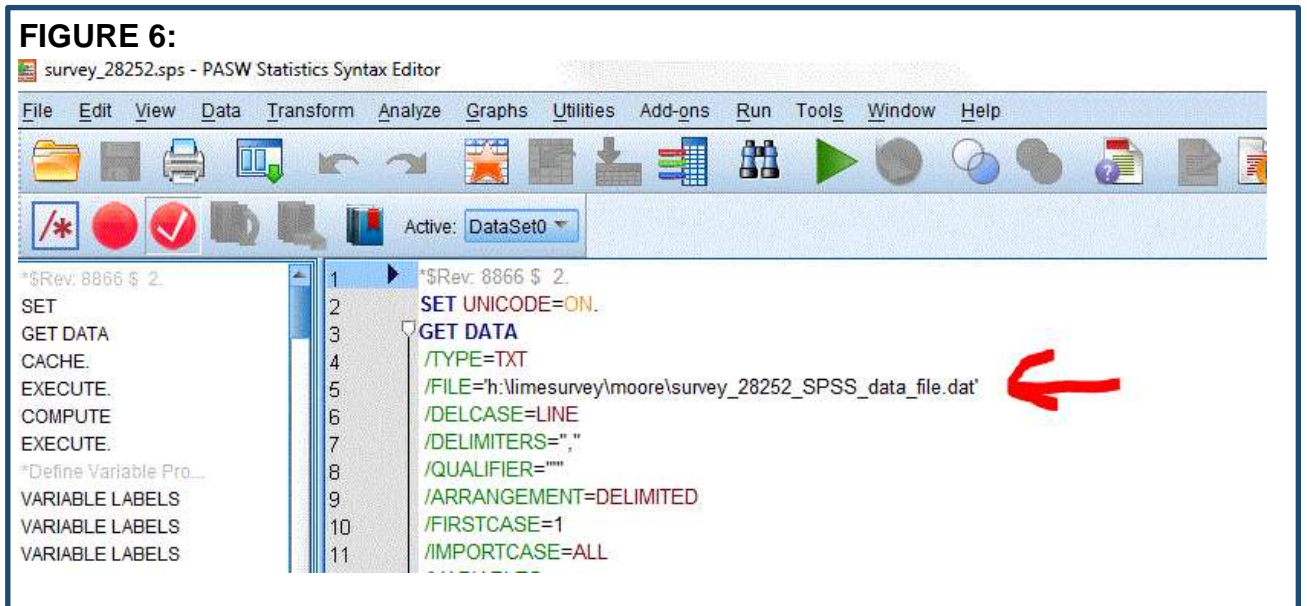 FIGURE 6:
survey_28252.sps - PASW Statistics Syntax Editor
File Edit View Data Transform Analyze Graphs Utilities Add-ons Run Tools Window Help
Active: DataSet0
*$Rev: 8866 $ 2.
SET
GET DATA
CACHE.
EXECUTE.
COMPUTE
EXECUTE.
*Define Variable Pro...
VARIABLE LABELS
VARIABLE LABELS
VARIABLE LABELS
1 *$Rev: 8866 $ 2.
2 SET UNICODE=ON.
3 GET DATA
4 /TYPE=TXT
5 /FILE='h:\limesurvey\moore\survey_28252_SPSS_data_file.dat'
6 /DELCASE=LINE
7 /DELIMITERS=","
8 /QUALIFIER="'"
9 /ARRANGEMENT=DELIMITED
10 /FIRSTCASE=1
11 /IMPORTCASE=ALL